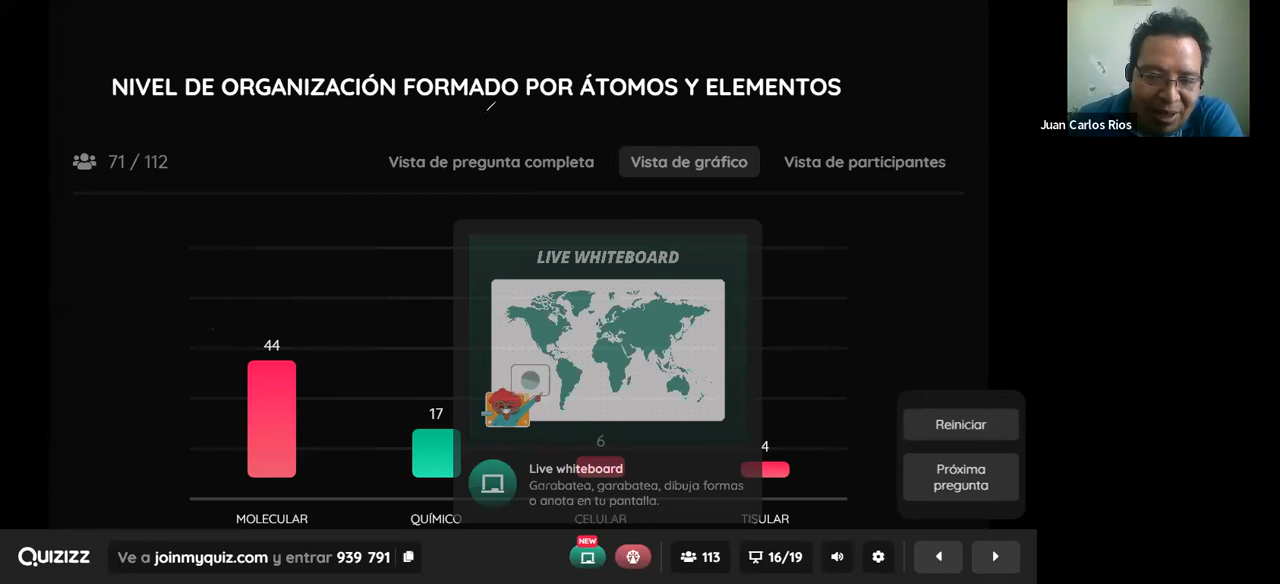 NIVEL DE ORGANIZACIÓN FORMADO POR ÁTOMOS Y ELEMENTOS
Juan Carlos Rios
71 / 112
Vista de pregunta completa
Vista de gráfico
Vista de participantes
LIVE WHITEBOARD
44
17
6
4
Live whiteboard
Garabatea, garabatea, dibuja formas
o anota en tu pantalla.
MOLECULAR
QUÍMICO
CELULAR
TISULAR
Reiniciar
Próxima
pregunta
QUIZIZZ
Ve a joinmyquiz.com y entrar 939 791
NEW
113
16/19